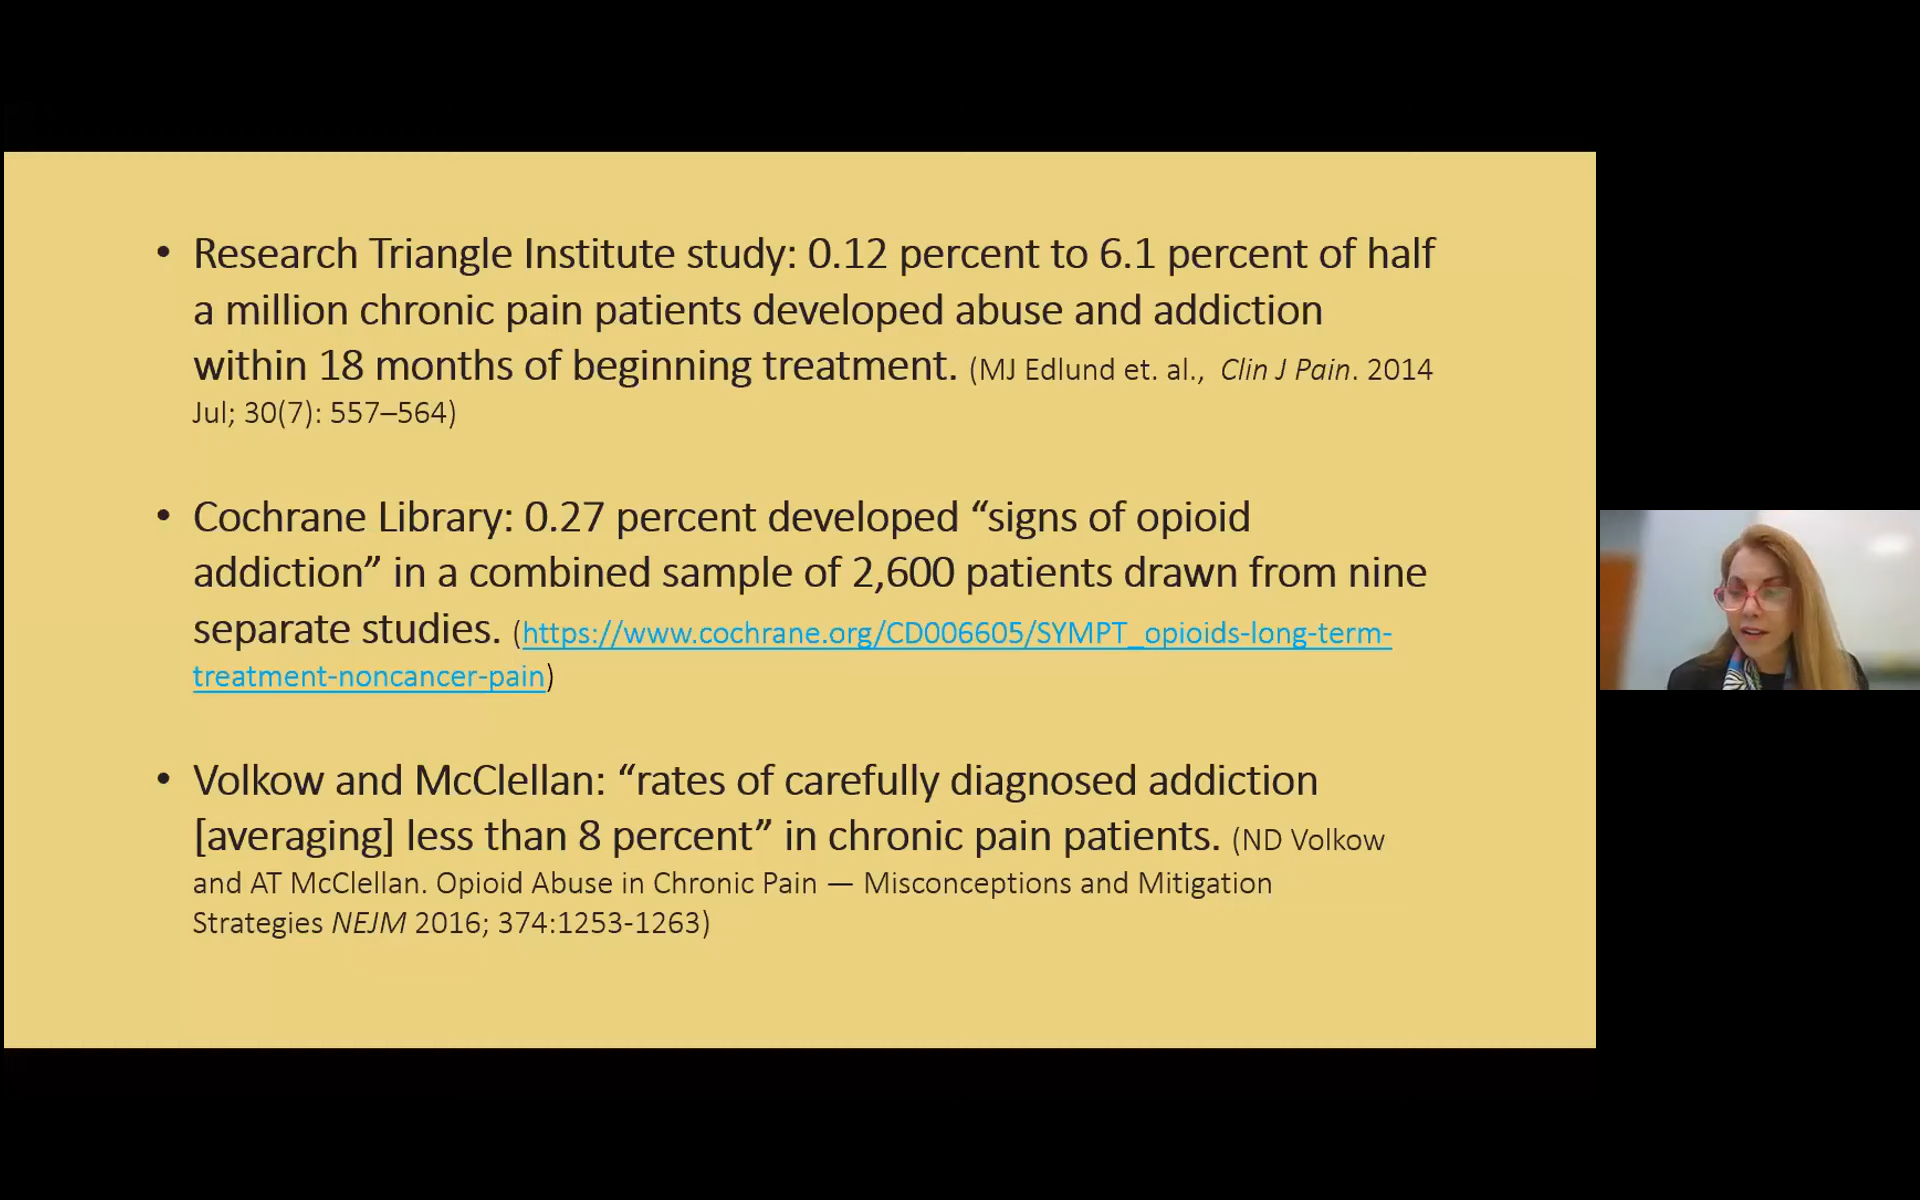 • Research Triangle Institute study: 0.12 percent to 6.1 percent of half
a million chronic pain patients developed abuse and addiction
within 18 months of beginning treatment. (MJ Edlund et. al., Clin J Pain. 2014
Jul; 30(7): 557–564)
• Cochrane Library: 0.27 percent developed “signs of opioid
addiction” in a combined sample of 2,600 patients drawn from nine
separate studies. (https://www.cochrane.org/CD006605/SYMPT_opioids-long-term-
treatment-noncancer-pain)
• Volkow and McClellan: “rates of carefully diagnosed addiction
[averaging] less than 8 percent” in chronic pain patients. (ND Volkow
and AT McClellan. Opioid Abuse in Chronic Pain — Misconceptions and Mitigation
Strategies NEJM 2016; 374:1253-1263)